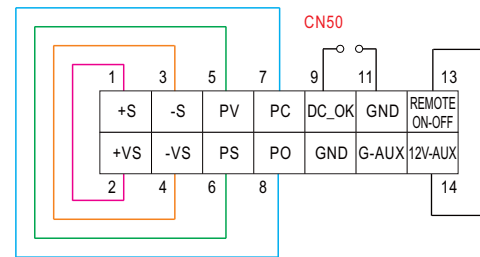 CN50
1 3 5 7 9 11 13
+S -S PV PC DC_OK GND REMOTE ON-OFF
+VS -VS PS PO GND G-AUX 12V-AUX
2 4 6 8 14